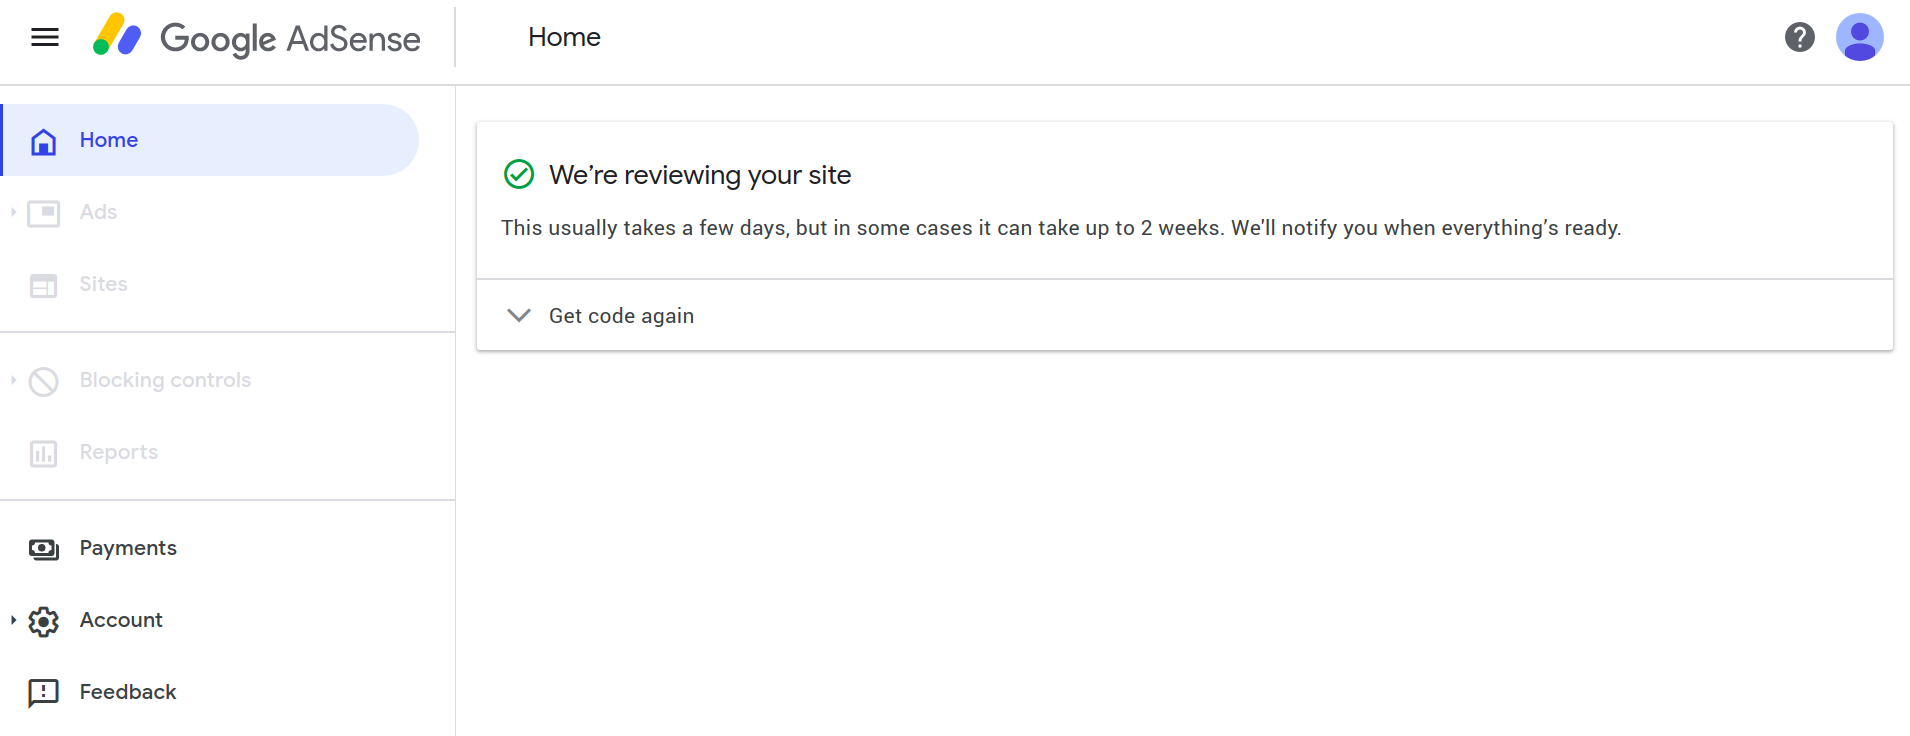 Google AdSense
Home
Home
Ads
Sites
Blocking controls
Reports
Payments
Account
Feedback
We’re reviewing your site
This usually takes a few days, but in some cases it can take up to 2 weeks. We’ll notify you when everything’s ready.
Get code again